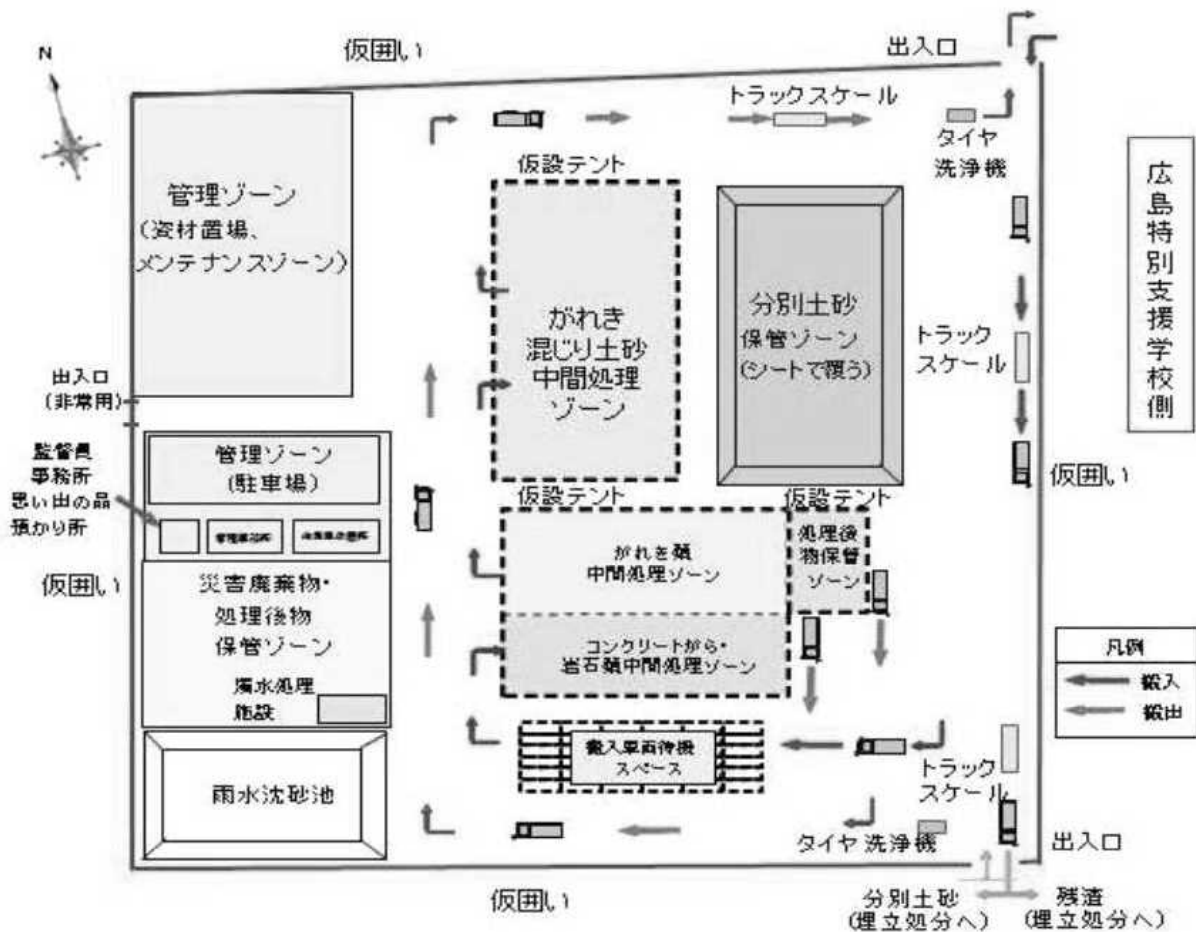 N
仮囲い
出入口
トラックスケール
タイヤ
洗浄機
仮設テント
管理ゾーン
(資材置場、
メンテナンスゾーン)
広島特別支援学校側
がれき
混じり土砂
中間処理
ゾーン
分別土砂
保管ゾーン
(シートで覆う)
トラック
スケール
出入口
(非常用)
管理ゾーン
(駐車場)
監督員
事務所
思い出の品
預かり所
仮設テント
仮設テント
仮囲い
がれき類
中間処理ゾーン
処理後
物保管
ゾーン
仮囲い
災害廃棄物・
処理後物
保管ゾーン
コンクリートがら・
岩石類中間処理ゾーン
濁水処理
施設
凡例
搬入
搬出
搬入車両待機
スペース
トラック
スケール
雨水沈砂池
タイヤ洗浄機
出入口
仮囲い
分別土砂
(埋立処分へ)
残渣
(埋立処分へ)